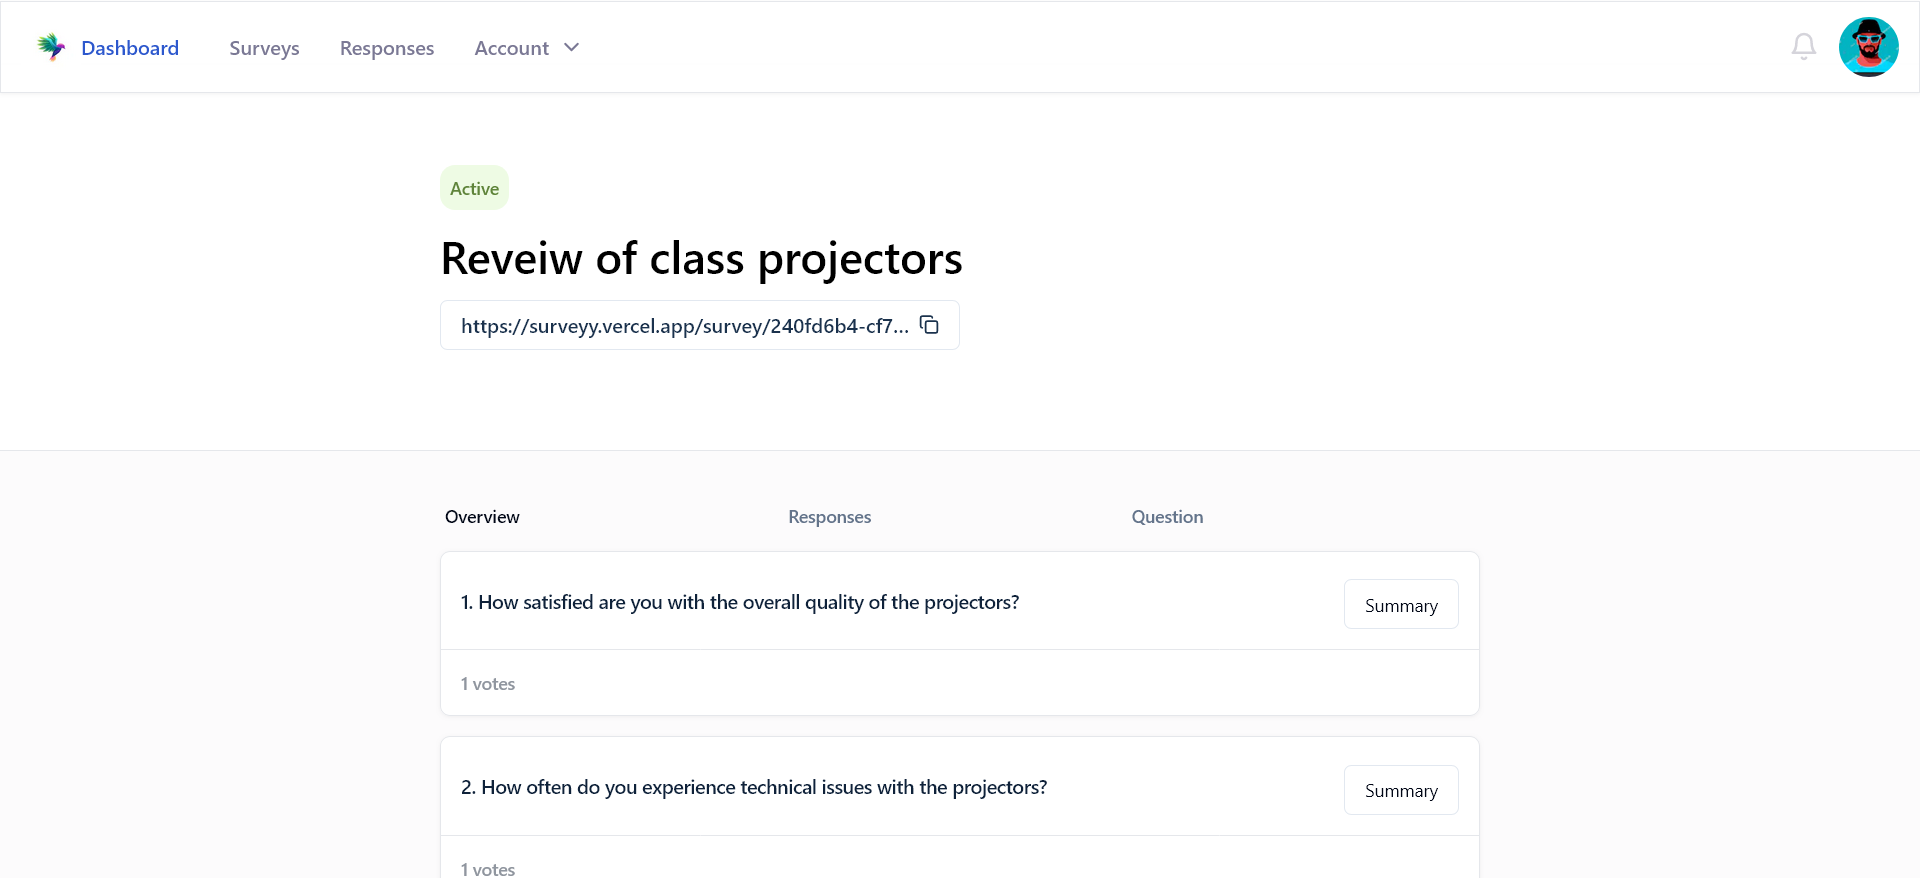 Dashboard Surveys Responses Account
Active
Reveiw of class projectors
https://surveyy.vercel.app/survey/240fd6b4-cf7...
Overview Responses Question
1. How satisfied are you with the overall quality of the projectors? Summary
1 votes
2. How often do you experience technical issues with the projectors? Summary
1 votes